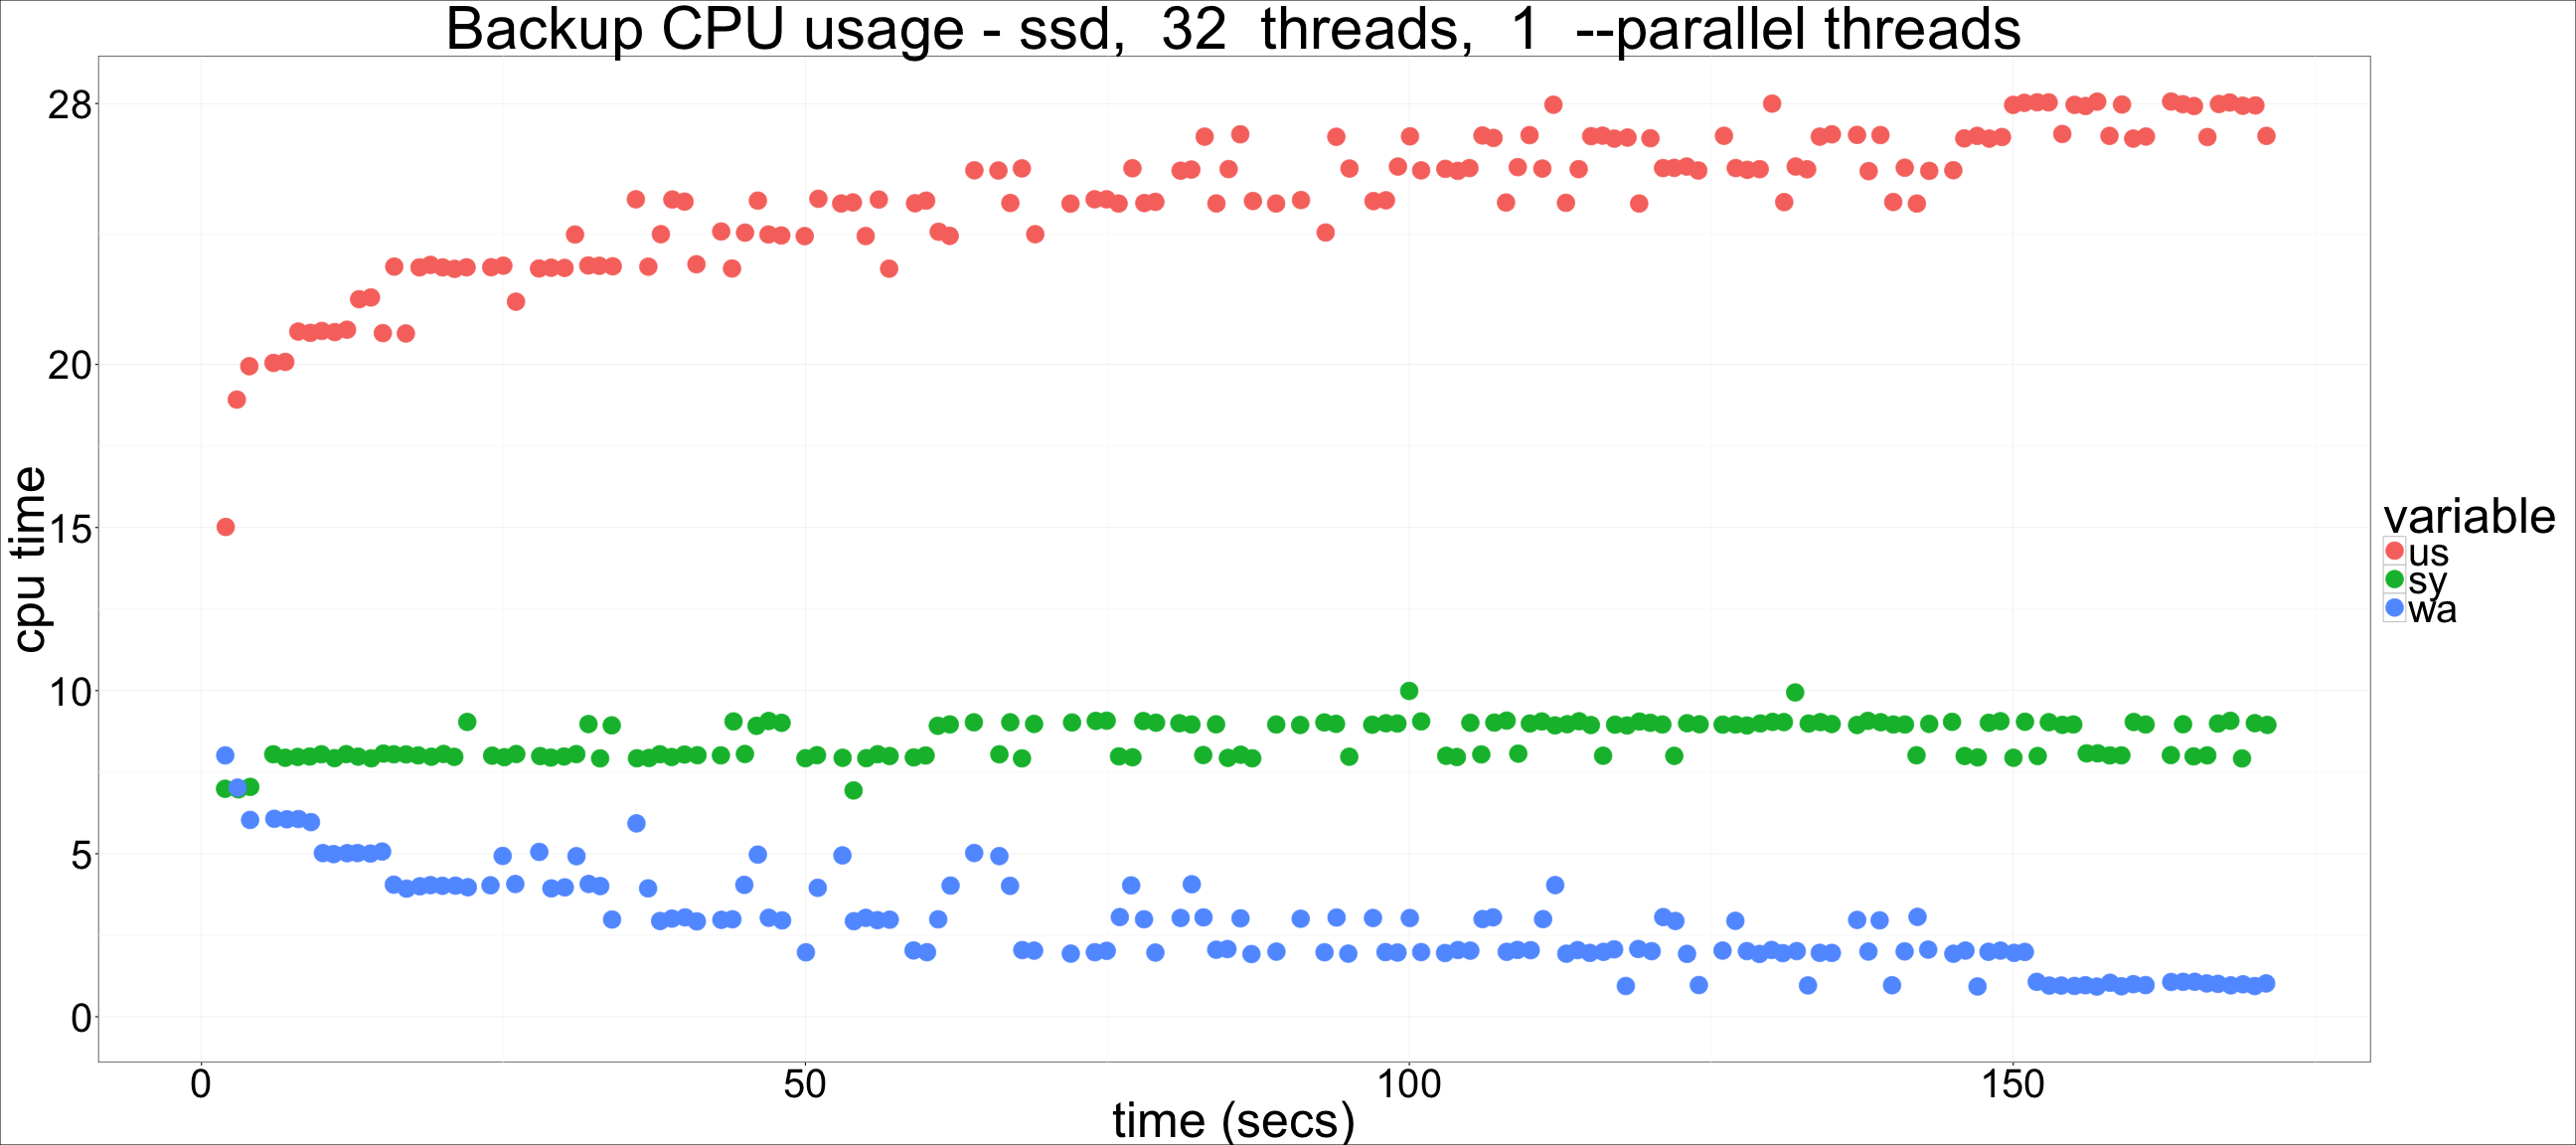 Backup CPU usage - ssd,  32  threads,  1  --parallel threads
28
20
15
10
5
0
cpu time
0 50 100 150
time (secs)
variable
us
sy
wa